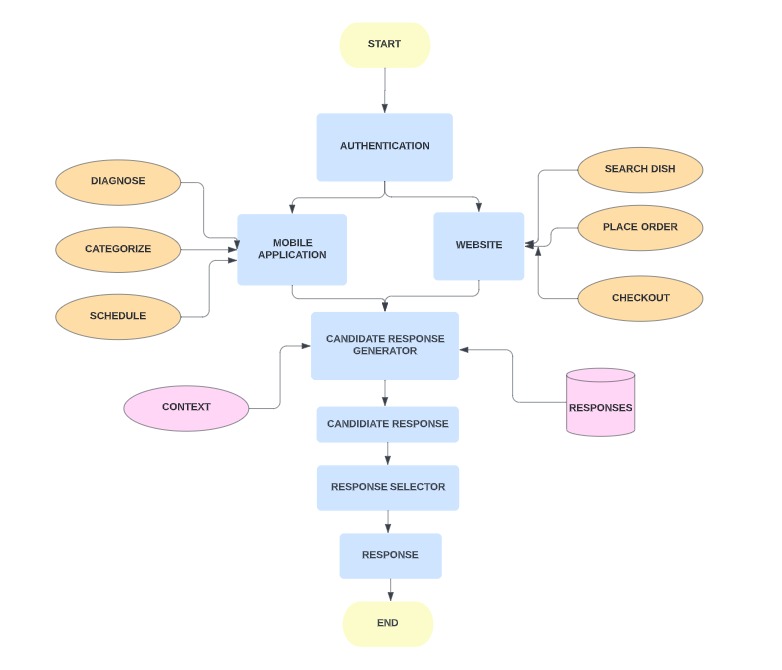 START
AUTHENTICATION
DIAGNOSE
SEARCH DISH
CATEGORIZE
MOBILE
APPLICATION
WEBSITE
PLACE ORDER
SCHEDULE
CHECKOUT
CANDIDATE RESPONSE
GENERATOR
CONTEXT
RESPONSES
CANDIDIATE RESPONSE
RESPONSE SELECTOR
RESPONSE
END